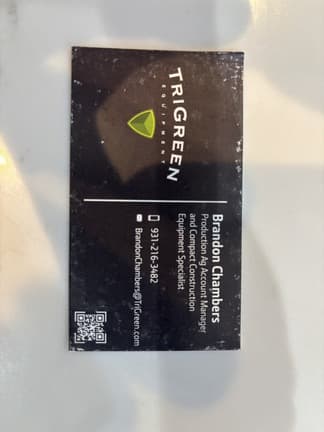 TRIGREEN
EQUIPMENT
Brandon Chambers
Production Ag Account Manager
and Compact Construction
Equipment Specialist
931-216-3482
BrandonChambers@TriGreen.com